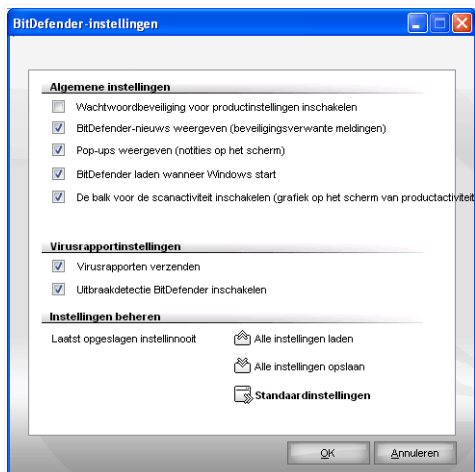 BitDefender-instellingen
Algemene instellingen
Wachtwoordbeveiliging voor productinstellingen inschakelen
BitDefender-nieuws weergeven (beveiligingsverwante meldingen)
Pop-ups weergeven (notities op het scherm)
BitDefender laden wanneer Windows start
De balk voor de scanactiviteit inschakelen (grafiek op het scherm van productactiviteit
Virusrapportinstellingen
Virusrapporten verzenden
Uitbraakdetectie BitDefender inschakelen
Instellingen beheren
Laatst opgeslagen instellinnooit
Alle instellingen laden
Alle instellingen opslaan
Standaardinstellingen
OK
Annuleren